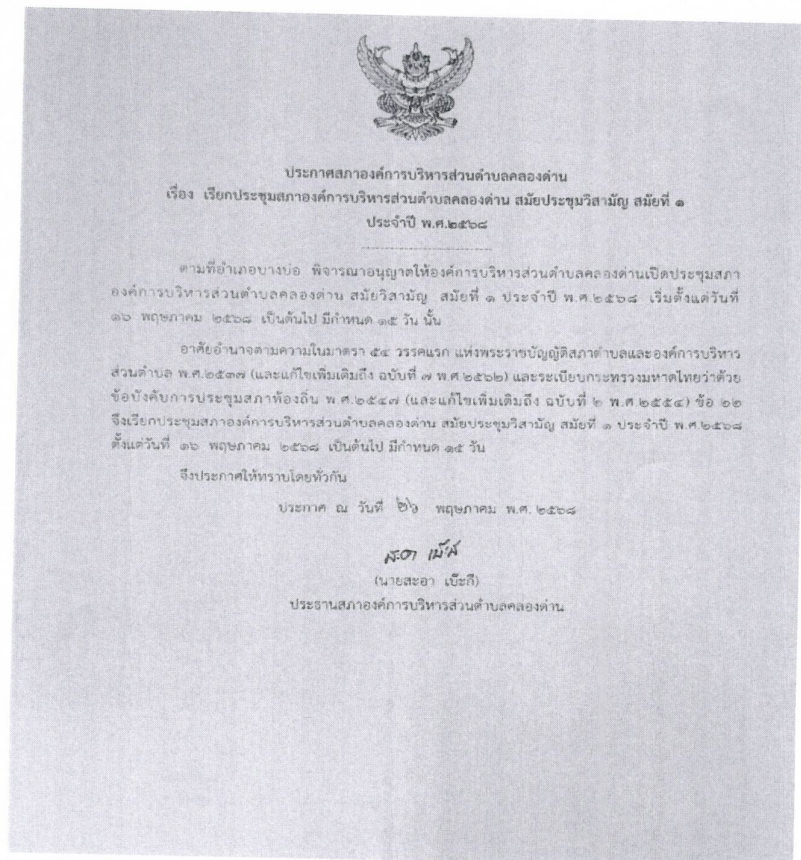 ประกาศสภาองค์การบริหารส่วนตำบลคลองด่าน
เรื่อง เรียกประชุมสภาองค์การบริหารส่วนตำบลคลองด่าน สมัยประชุมวิสามัญ สมัยที่ ๑
ประจำปี พ.ศ.๒๕๖๘
ตามที่อำเภอบางบ่อ พิจารณาอนุญาตให้องค์การบริหารส่วนตำบลคลองด่านเปิดประชุมสภา
องค์การบริหารส่วนตำบลคลองด่าน สมัยวิสามัญ สมัยที่ ๑ ประจำปี พ.ศ.๒๕๖๘ เริ่มตั้งแต่วันที่
๑๖ พฤษภาคม ๒๕๖๘ เป็นต้นไป มีกำหนด ๑๕ วัน นั้น
อาศัยอำนาจตามความในมาตรา ๕๔ วรรคแรก แห่งพระราชบัญญัติสภาตำบลและองค์การบริหาร
ส่วนตำบล พ.ศ.๒๕๓๗ (และแก้ไขเพิ่มเติมถึง ฉบับที่ ๗ พ.ศ.๒๕๖๒) และระเบียบกระทรวงมหาดไทยว่าด้วย
ข้อบังคับการประชุมสภาท้องถิ่น พ.ศ.๒๕๔๗ (และแก้ไขเพิ่มเติมถึง ฉบับที่ ๒ พ.ศ.๒๕๕๔) ข้อ ๒๒
จึงเรียกประชุมสภาองค์การบริหารส่วนตำบลคลองด่าน สมัยประชุมวิสามัญ สมัยที่ ๑ ประจำปี พ.ศ.๒๕๖๘
ตั้งแต่วันที่ ๑๖ พฤษภาคม ๒๕๖๘ เป็นต้นไป มีกำหนด ๑๕ วัน
จึงประกาศให้ทราบโดยทั่วกัน
ประกาศ ณ วันที่ พฤษภาคม พ.ศ. ๒๕๖๘
(นายสะอา เบ๊ะกี)
ประธานสภาองค์การบริหารส่วนตำบลคลองด่าน